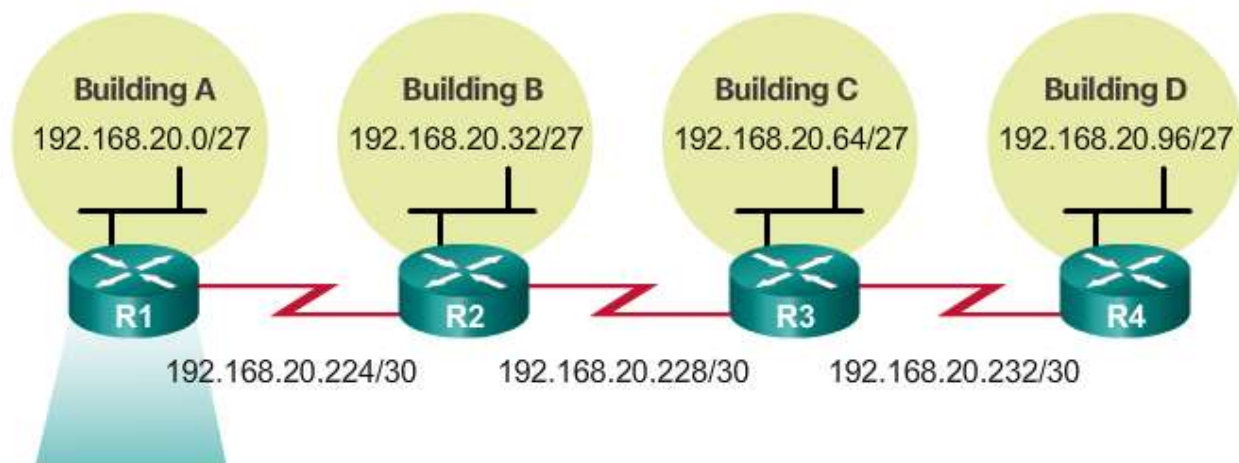 Building A
192.168.20.0/27
Building B
192.168.20.32/27
Building C
192.168.20.64/27
Building D
192.168.20.96/27
R1
R2
R3
R4
192.168.20.224/30
192.168.20.228/30
192.168.20.232/30